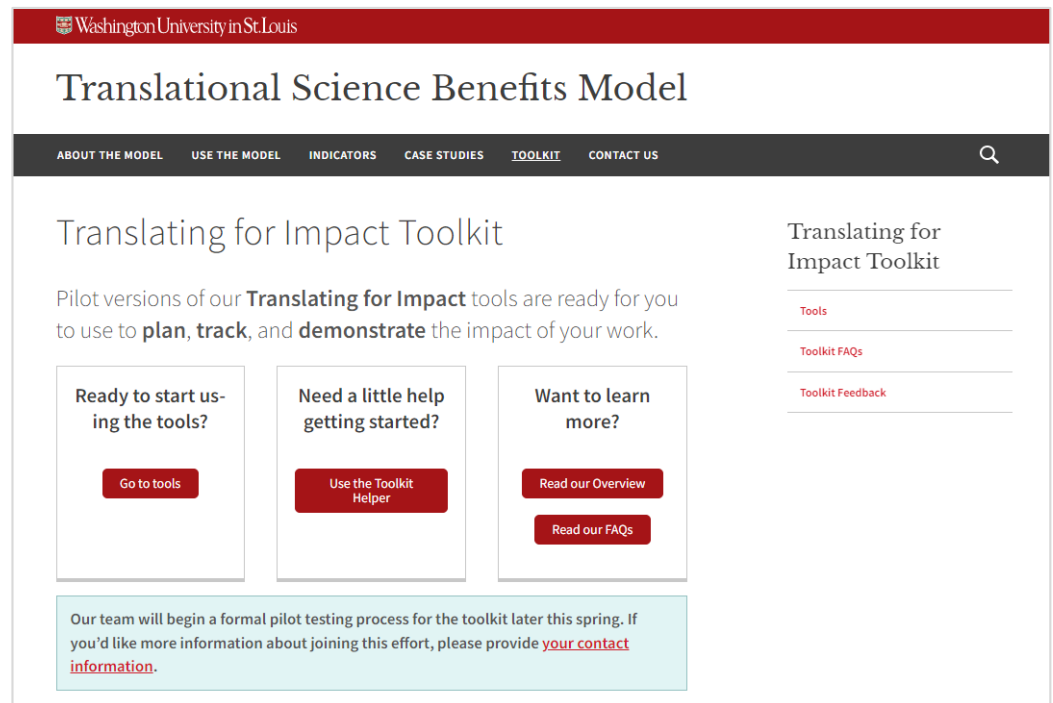 Washington University in St. Louis
Translational Science Benefits Model
ABOUT THE MODEL USE THE MODEL INDICATORS CASE STUDIES TOOLKIT CONTACT US
Translating for Impact Toolkit
Pilot versions of our Translating for Impact tools are ready for you
to use to plan, track, and demonstrate the impact of your work.
Ready to start us-
ing the tools?
Go to tools
Need a little help
getting started?
Use the Toolkit
Helper
Want to learn
more?
Read our Overview
Read our FAQs
Our team will begin a formal pilot testing process for the toolkit later this spring. If
you'd like more information about joining this effort, please provide your contact
information.
Translating for
Impact Toolkit
Tools
Toolkit FAQs
Toolkit Feedback